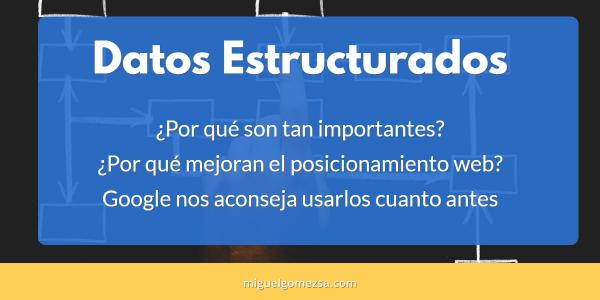 Datos Estructurados
¿Por qué son tan importantes?
¿Por qué mejoran el posicionamiento web?
Google nos aconseja usarlos cuanto antes
miguelgomezsa.com